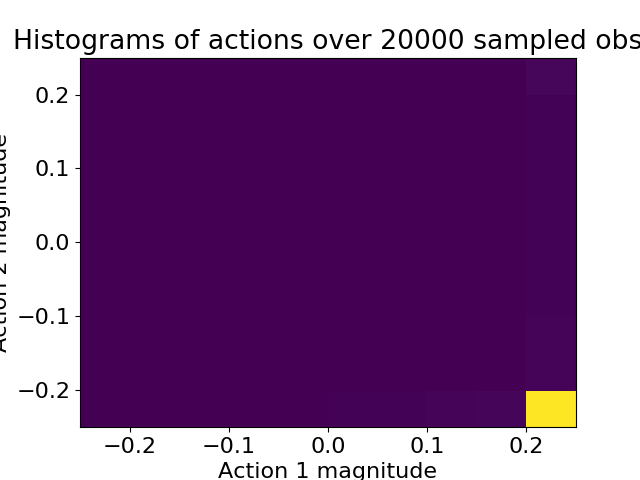 Histograms of actions over 20000 sampled obs
Action 2 magnitude
0.2
0.1
0.0
−0.1
−0.2
−0.2 −0.1 0.0 0.1 0.2
Action 1 magnitude